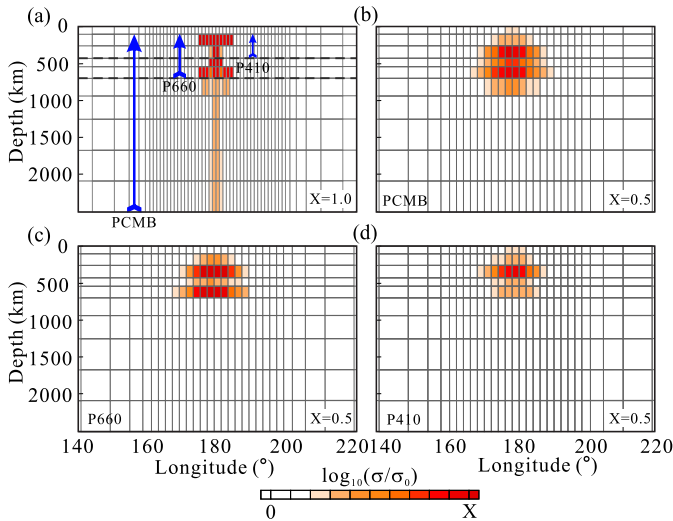 (a)
0
500
1000
1500
2000
Depth (km)
P660
P410
PCMB
X=1.0
(b)
PCMB
X=0.5
(c)
0
500
1000
1500
2000
Depth (km)
P660
X=0.5
140 160 180 200 220
Longitude (°)
(d)
P410
X=0.5
140 160 180 200 220
Longitude (°)
log₁₀(σ/σ₀)
0 X